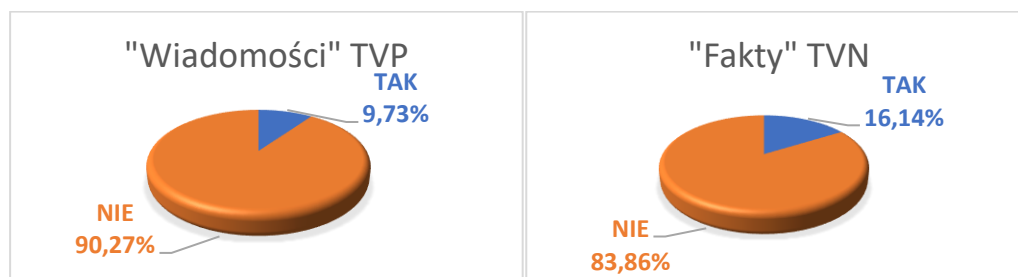 "Wiadomości" TVP
TAK
9,73%
NIE
90,27%
"Fakty" TVN
TAK
16,14%
NIE
83,86%